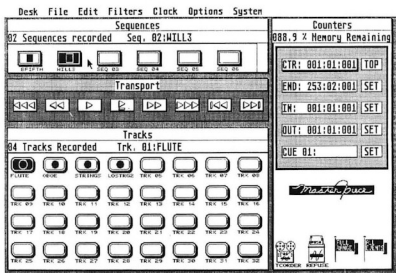 Desk File Edit Filters Clock Options System
Sequences
02 Sequences recorded Seq. 02:WILL3
EPIFTH WILL3 SEQ 03 SEQ 04 SEQ 05 SEQ 06
Transport
Tracks
04 Tracks Recorded Trk. 01:FLUTE
FLUTE STRINGS TRK 05 TRK 06 TRK 07 TRK 08
TRK 09 TRK 10 TRK 11 TRK 12 TRK 13 TRK 14 TRK 15 TRK 16
TRK 17 TRK 18 TRK 19 TRK 20 TRK 21 TRK 22 TRK 23 TRK 24
TRK 25 TRK 26 TRK 27 TRK 28 TRK 29 TRK 30 TRK 31 TRK 32
Counters
088.9 % Memory Remaining
CTR: 001:01:001 TOP
END: 253:02:001 SET
IN: 001:01:001 SET
OUT: 001:01:001 SET
CUE 01: SET
MasterPiece
TCORDER REFUSE